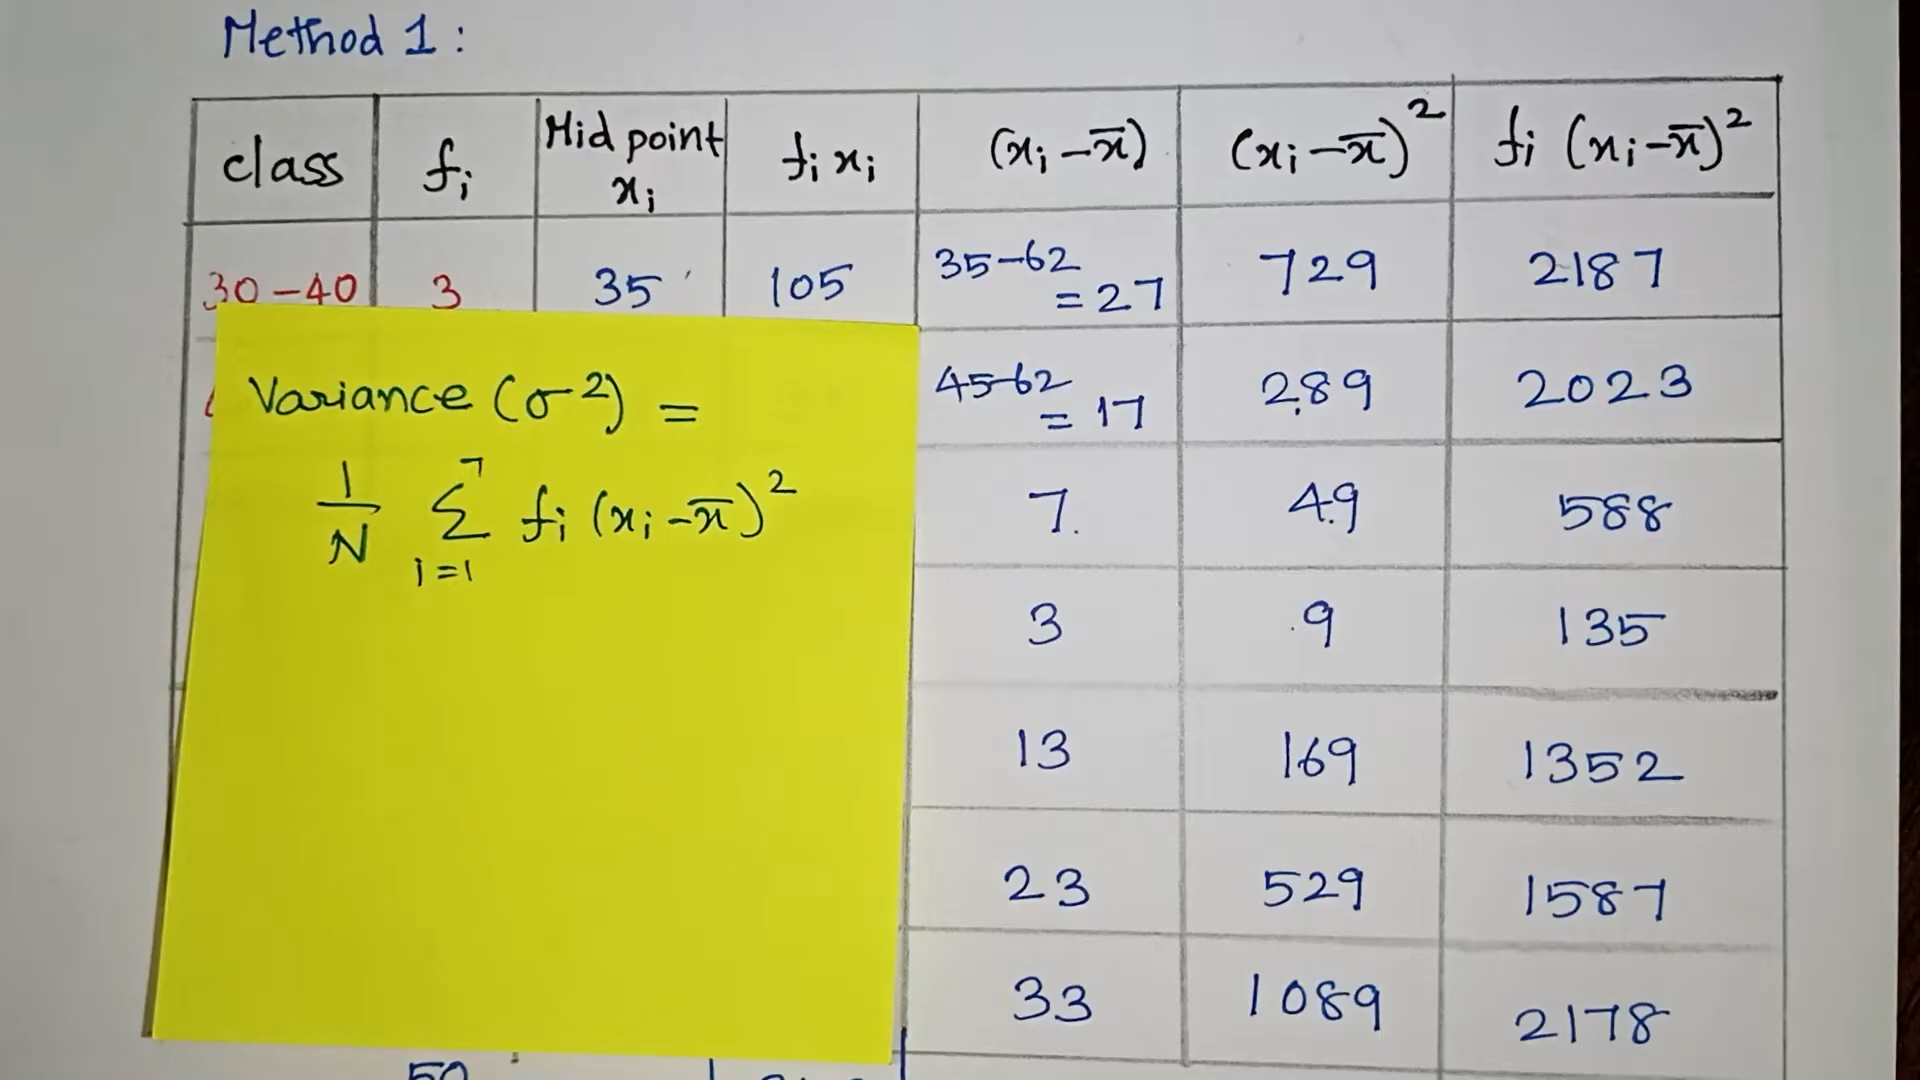 Method 1:
class fi Mid point xi fi xi (xi – x̄) (xi – x̄)² fi (xi – x̄)²
30 – 40 3 35 105 35–62 = 27 729 2187
45–62 = 17 289 2023
7. 49 588
3 9 135
13 169 1352
23 529 1587
33 1089 2178
Variance (σ²) =
1/N 7 Σ i=1 fi (xi – x̄)²
50